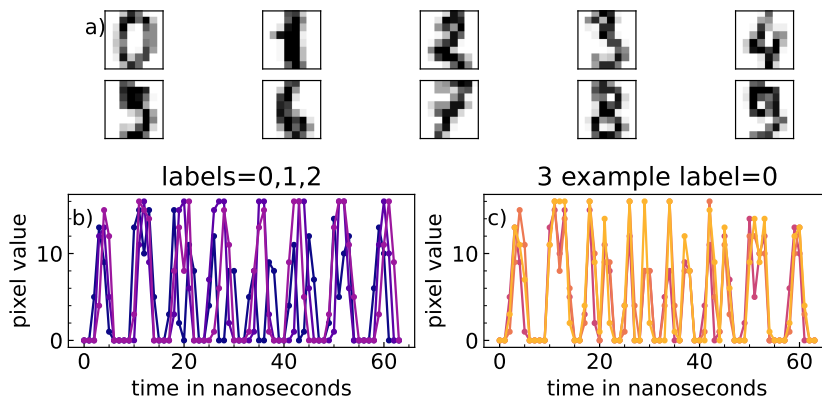 a)
labels=0,1,2
3 example label=0
b)
c)
pixel value
10
0
0
20
40
60
time in nanoseconds
pixel value
10
0
0
20
40
60
time in nanoseconds